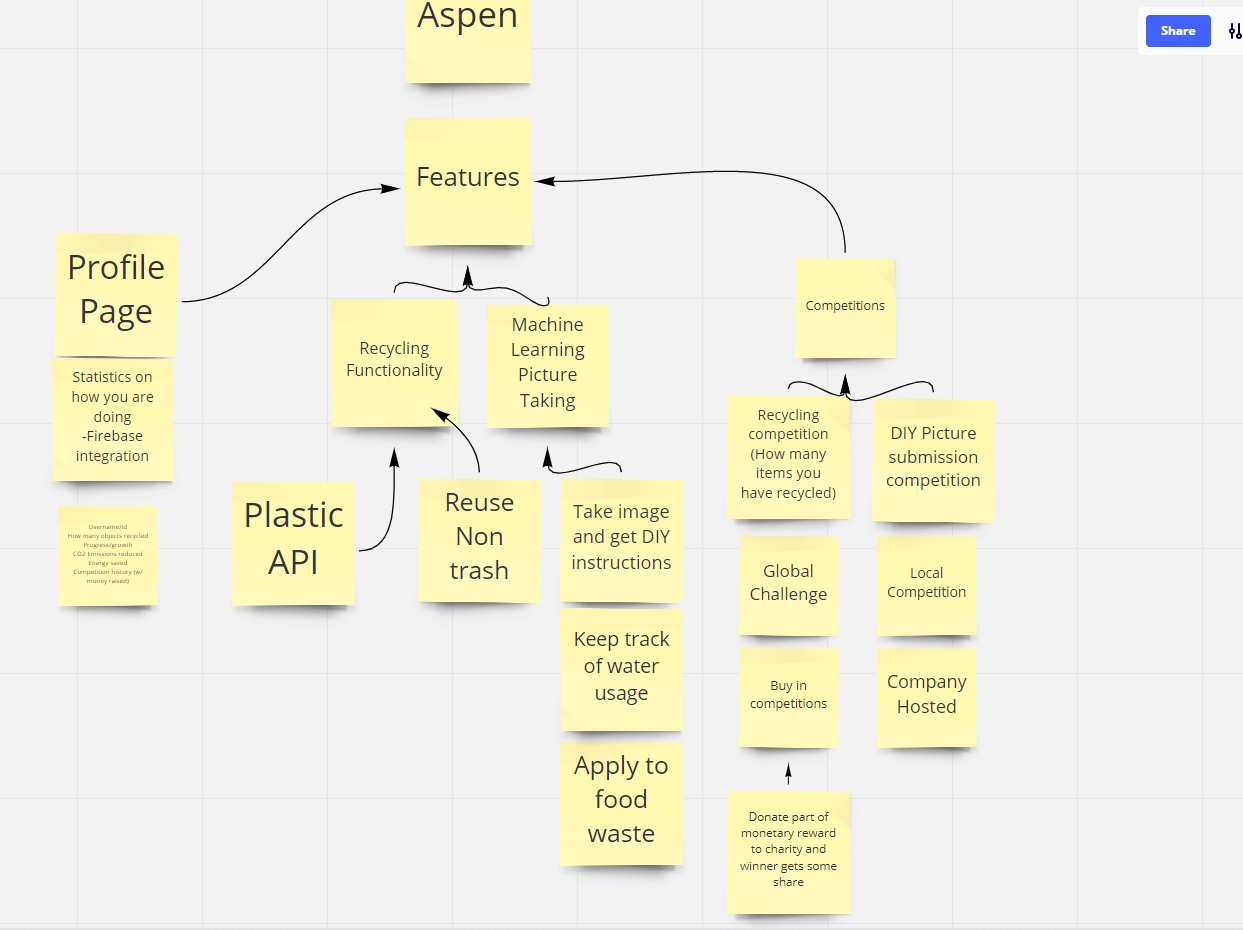 Aspen
Share
Features
Profile
Page
Statistics on
how you are
doing
-Firebase
integration
Username/id
How many objects recycled
Progress/growth
CO2 Emissions reduced
Energy saved
Competition history (w/
money raised)
Recycling
Functionality
Machine
Learning
Picture
Taking
Plastic
API
Reuse
Non
trash
Take image
and get DIY
instructions
Keep track
of water
usage
Apply to
food
waste
Competitions
Recycling
competition
(How many
items you
have recycled)
DIY Picture
submission
competition
Global
Challenge
Local
Competition
Buy in
competitions
Company
Hosted
Donate part of
monetary reward
to charity and
winner gets some
share